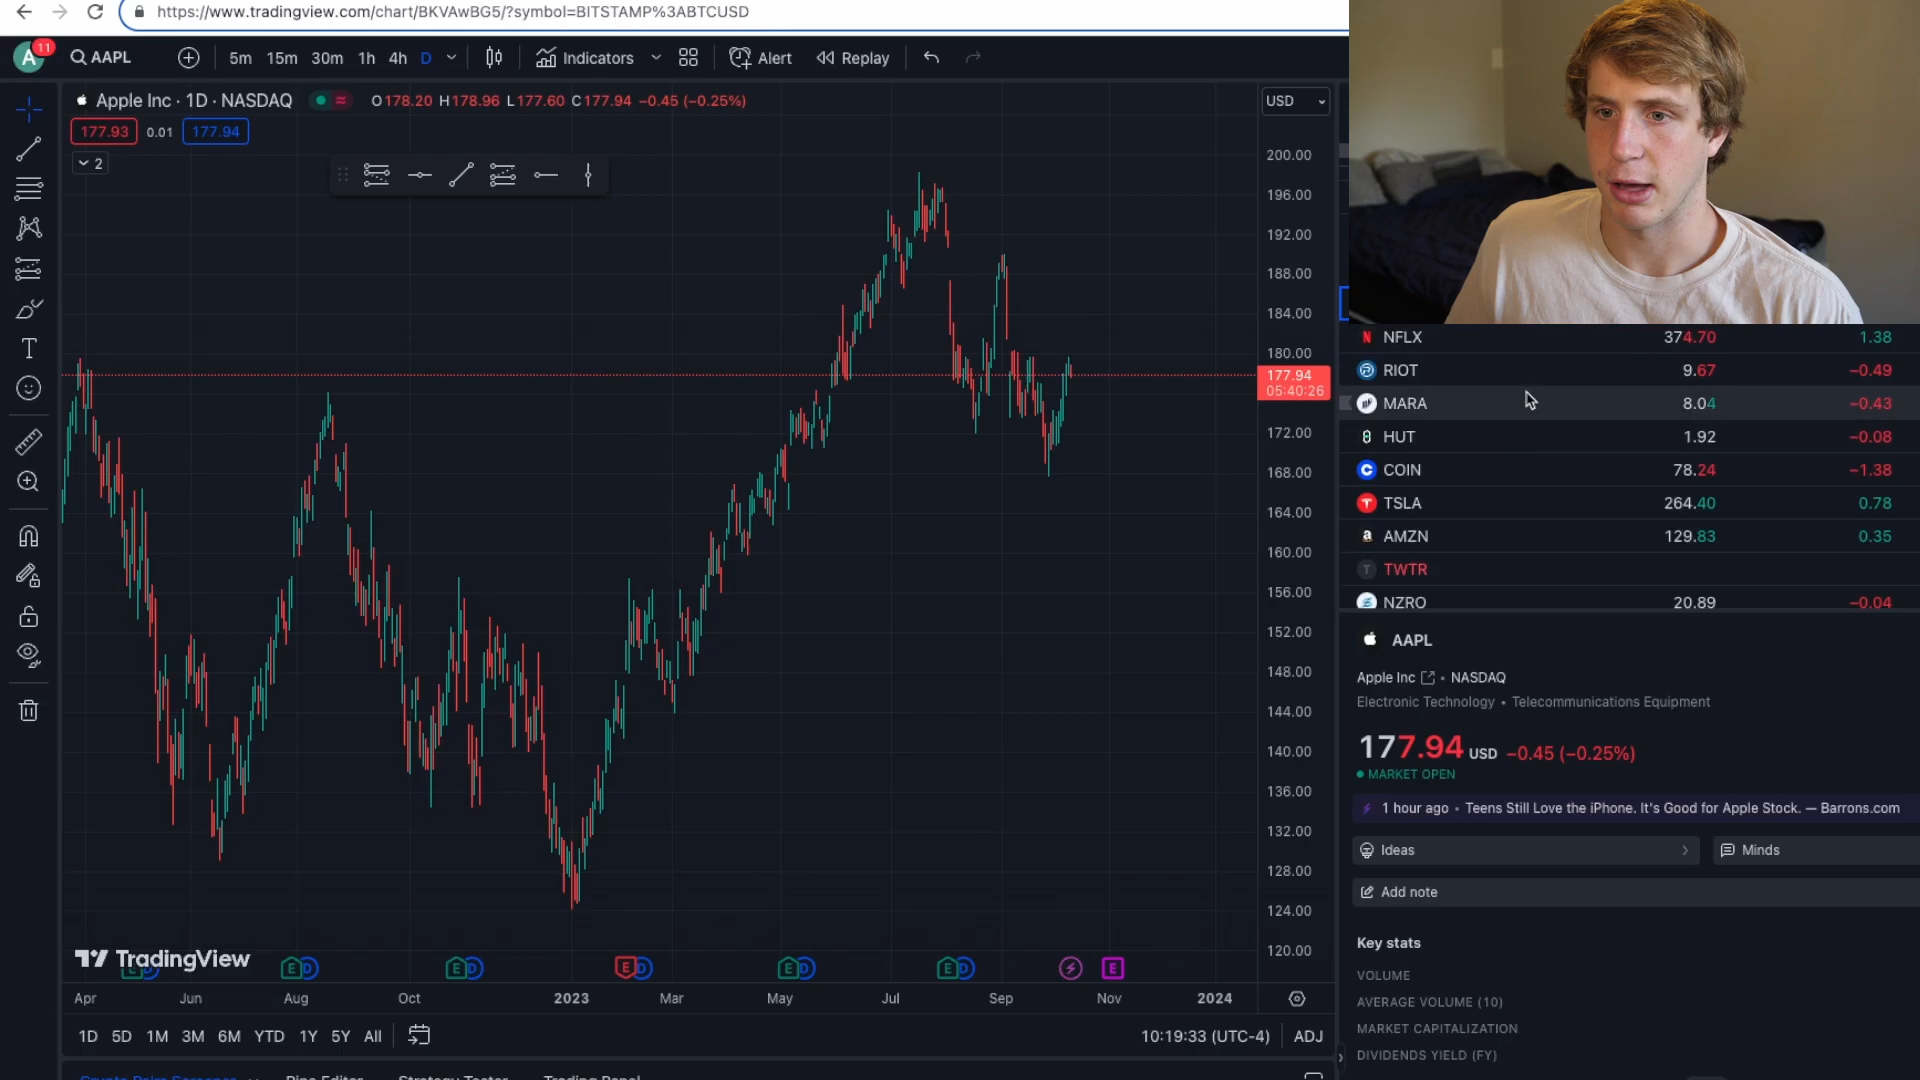 https://www.tradingview.com/chart/BKVAwBG5/?symbol=BITSTAMP%3ABTCUSD
A 11 AAPL 5m 15m 30m 1h 4h D Indicators Alert Replay
Apple Inc · 1D · NASDAQ O178.20 H178.96 L177.60 C177.94 −0.45 (−0.25%) USD
177.93 0.01 177.94
2
200.00
196.00
192.00
188.00
184.00
180.00
177.94
05:40:26
172.00
168.00
164.00
160.00
156.00
152.00
148.00
144.00
140.00
136.00
132.00
128.00
124.00
120.00
TradingView
E D E D E D E D E D E D E
Apr Jun Aug Oct 2023 Mar May Jul Sep Nov 2024
1D 5D 1M 3M 6M YTD 1Y 5Y All 10:19:33 (UTC-4) ADJ
Crypto Pairs Screener Pine Editor Strategy Tester Trading Panel
NFLX 374.70 1.38
RIOT 9.67 −0.49
MARA 8.04 −0.43
HUT 1.92 −0.08
COIN 78.24 −1.38
TSLA 264.40 0.78
AMZN 129.83 0.35
T TWTR
NZRO 20.89 −0.04
AAPL
Apple Inc • NASDAQ
Electronic Technology • Telecommunications Equipment
177.94 USD −0.45 (−0.25%)
MARKET OPEN
1 hour ago • Teens Still Love the iPhone. It's Good for Apple Stock. — Barrons.com
Ideas Minds
Add note
Key stats
VOLUME
AVERAGE VOLUME (10)
MARKET CAPITALIZATION
DIVIDENDS YIELD (FY)